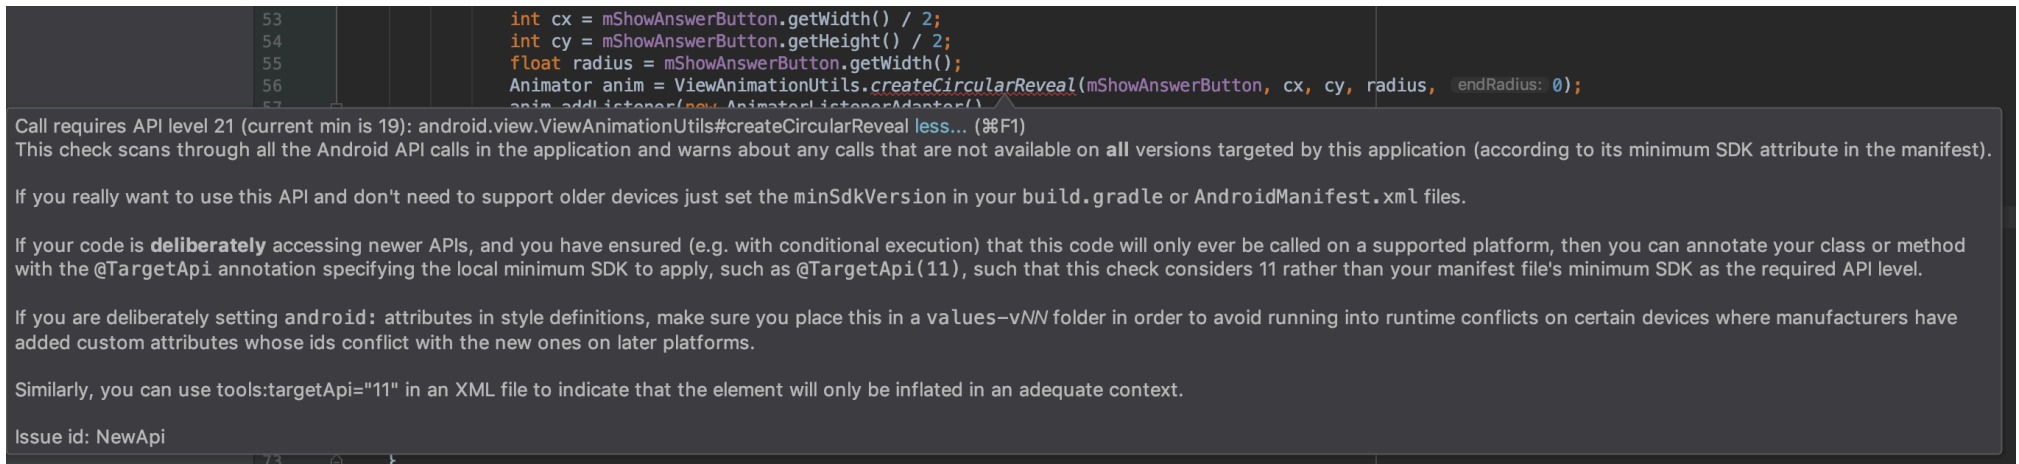 53 int cx = mShowAnswerButton.getWidth() / 2;
54 int cy = mShowAnswerButton.getHeight() / 2;
55 float radius = mShowAnswerButton.getWidth();
56 Animator anim = ViewAnimationUtils.createCircularReveal(mShowAnswerButton, cx, cy, radius, endRadius: 0);
57 anim.addListener(new AnimatorListenerAdapter()
Call requires API level 21 (current min is 19): android.view.ViewAnimationUtils#createCircularReveal less... (⌘F1)
This check scans through all the Android API calls in the application and warns about any calls that are not available on all versions targeted by this application (according to its minimum SDK attribute in the manifest).
If you really want to use this API and don't need to support older devices just set the minSdkVersion in your build.gradle or AndroidManifest.xml files.
If your code is deliberately accessing newer APIs, and you have ensured (e.g. with conditional execution) that this code will only ever be called on a supported platform, then you can annotate your class or method
with the @TargetApi annotation specifying the local minimum SDK to apply, such as @TargetApi(11), such that this check considers 11 rather than your manifest file's minimum SDK as the required API level.
If you are deliberately setting android: attributes in style definitions, make sure you place this in a values-vNN folder in order to avoid running into runtime conflicts on certain devices where manufacturers have
added custom attributes whose ids conflict with the new ones on later platforms.
Similarly, you can use tools:targetApi="11" in an XML file to indicate that the element will only be inflated in an adequate context.
Issue id: NewApi
73 }